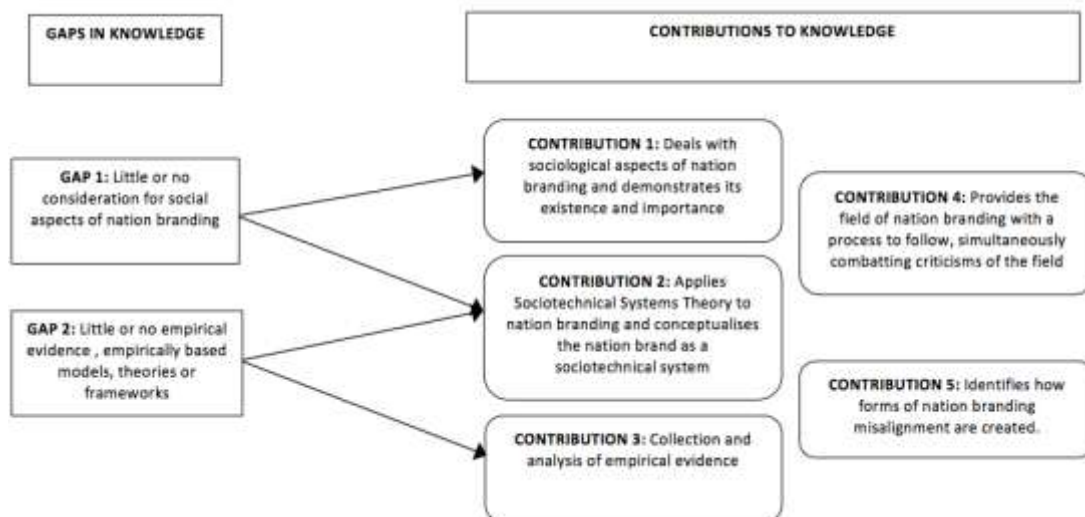 GAPS IN KNOWLEDGE
CONTRIBUTIONS TO KNOWLEDGE
GAP 1: Little or no
consideration for social
aspects of nation branding
GAP 2: Little or no empirical
evidence , empirically based
models, theories or
frameworks
CONTRIBUTION 1: Deals with
sociological aspects of nation
branding and demonstrates its
existence and importance
CONTRIBUTION 2: Applies
Sociotechnical Systems Theory to
nation branding and conceptualises
the nation brand as a
sociotechnical system
CONTRIBUTION 3: Collection and
analysis of empirical evidence
CONTRIBUTION 4: Provides the
field of nation branding with a
process to follow, simultaneously
combatting criticisms of the field
CONTRIBUTION 5: Identifies how
forms of nation branding
misalignment are created.